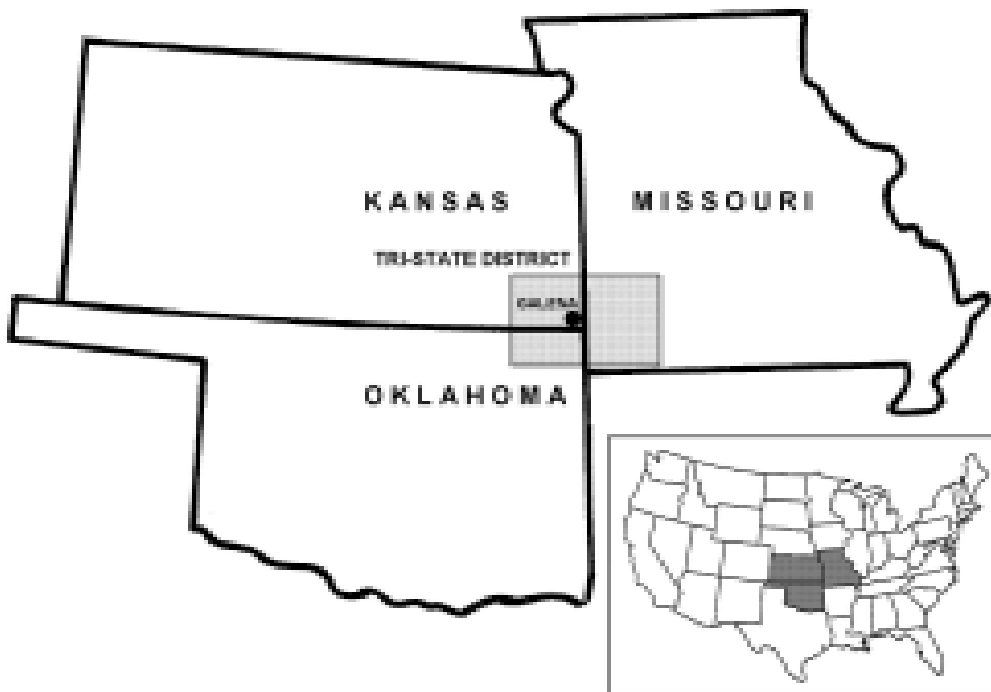 KANSAS
MISSOURI
TRI-STATE DISTRICT
GALENA
OKLAHOMA